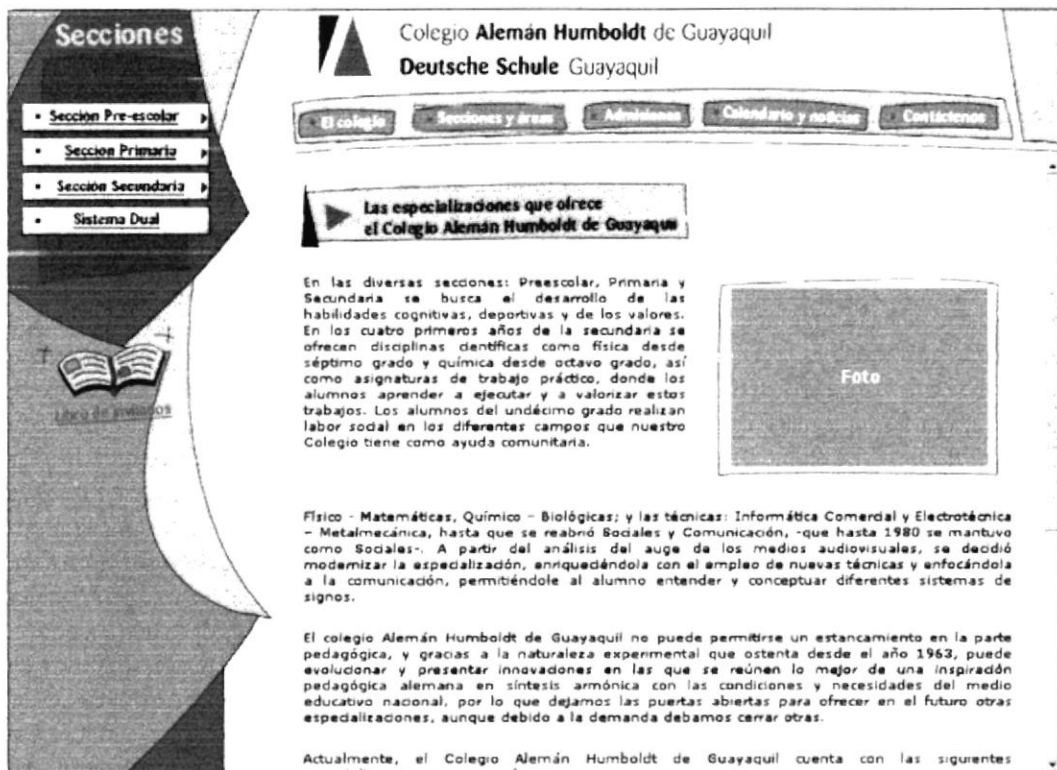 Secciones
• Sección Pre-escolar
• Sección Primaria
• Sección Secundaria
• Sistema Dual
Libro de invitados
Colegio Alemán Humboldt de Guayaquil
Deutsche Schule Guayaquil
• El colegio
• Secciones y áreas
• Admisiones
• Calendario y noticias
• Contáctenos
Las especializaciones que ofrece
el Colegio Alemán Humboldt de Guayaquil
En las diversas secciones: Preescolar, Primaria y
Secundaria se busca el desarrollo de las
habilidades cognitivas, deportivas y de los valores.
En los cuatro primeros años de la secundaria se
ofrecen disciplinas científicas como física desde
séptimo grado y química desde octavo grado, así
como asignaturas de trabajo práctico, donde los
alumnos aprender a ejecutar y a valorizar estos
trabajos. Los alumnos del undécimo grado realizan
labor social en los diferentes campos que nuestro
Colegio tiene como ayuda comunitaria.
Foto
Físico - Matemáticas, Químico - Biológicas; y las técnicas: Informática Comercial y Electrotécnica
- Metalmecánica, hasta que se reabrió Sociales y Comunicación, -que hasta 1980 se mantuvo
como Sociales-. A partir del análisis del auge de los medios audiovisuales, se decidió
modernizar la especialización, enriqueciéndola con el empleo de nuevas técnicas y enfocándola
a la comunicación, permitiéndole al alumno entender y conceptuar diferentes sistemas de
signos.
El colegio Alemán Humboldt de Guayaquil no puede permitirse un estancamiento en la parte
pedagógica, y gracias a la naturaleza experimental que ostenta desde el año 1963, puede
evolucionar y presentar innovaciones en las que se reúnen lo mejor de una inspiración
pedagógica alemana en síntesis armónica con las condiciones y necesidades del medio
educativo nacional, por lo que dejamos las puertas abiertas para ofrecer en el futuro otras
especializaciones, aunque debido a la demanda debamos cerrar otras.
Actualmente, el Colegio Alemán Humboldt de Guayaquil cuenta con las siguientes